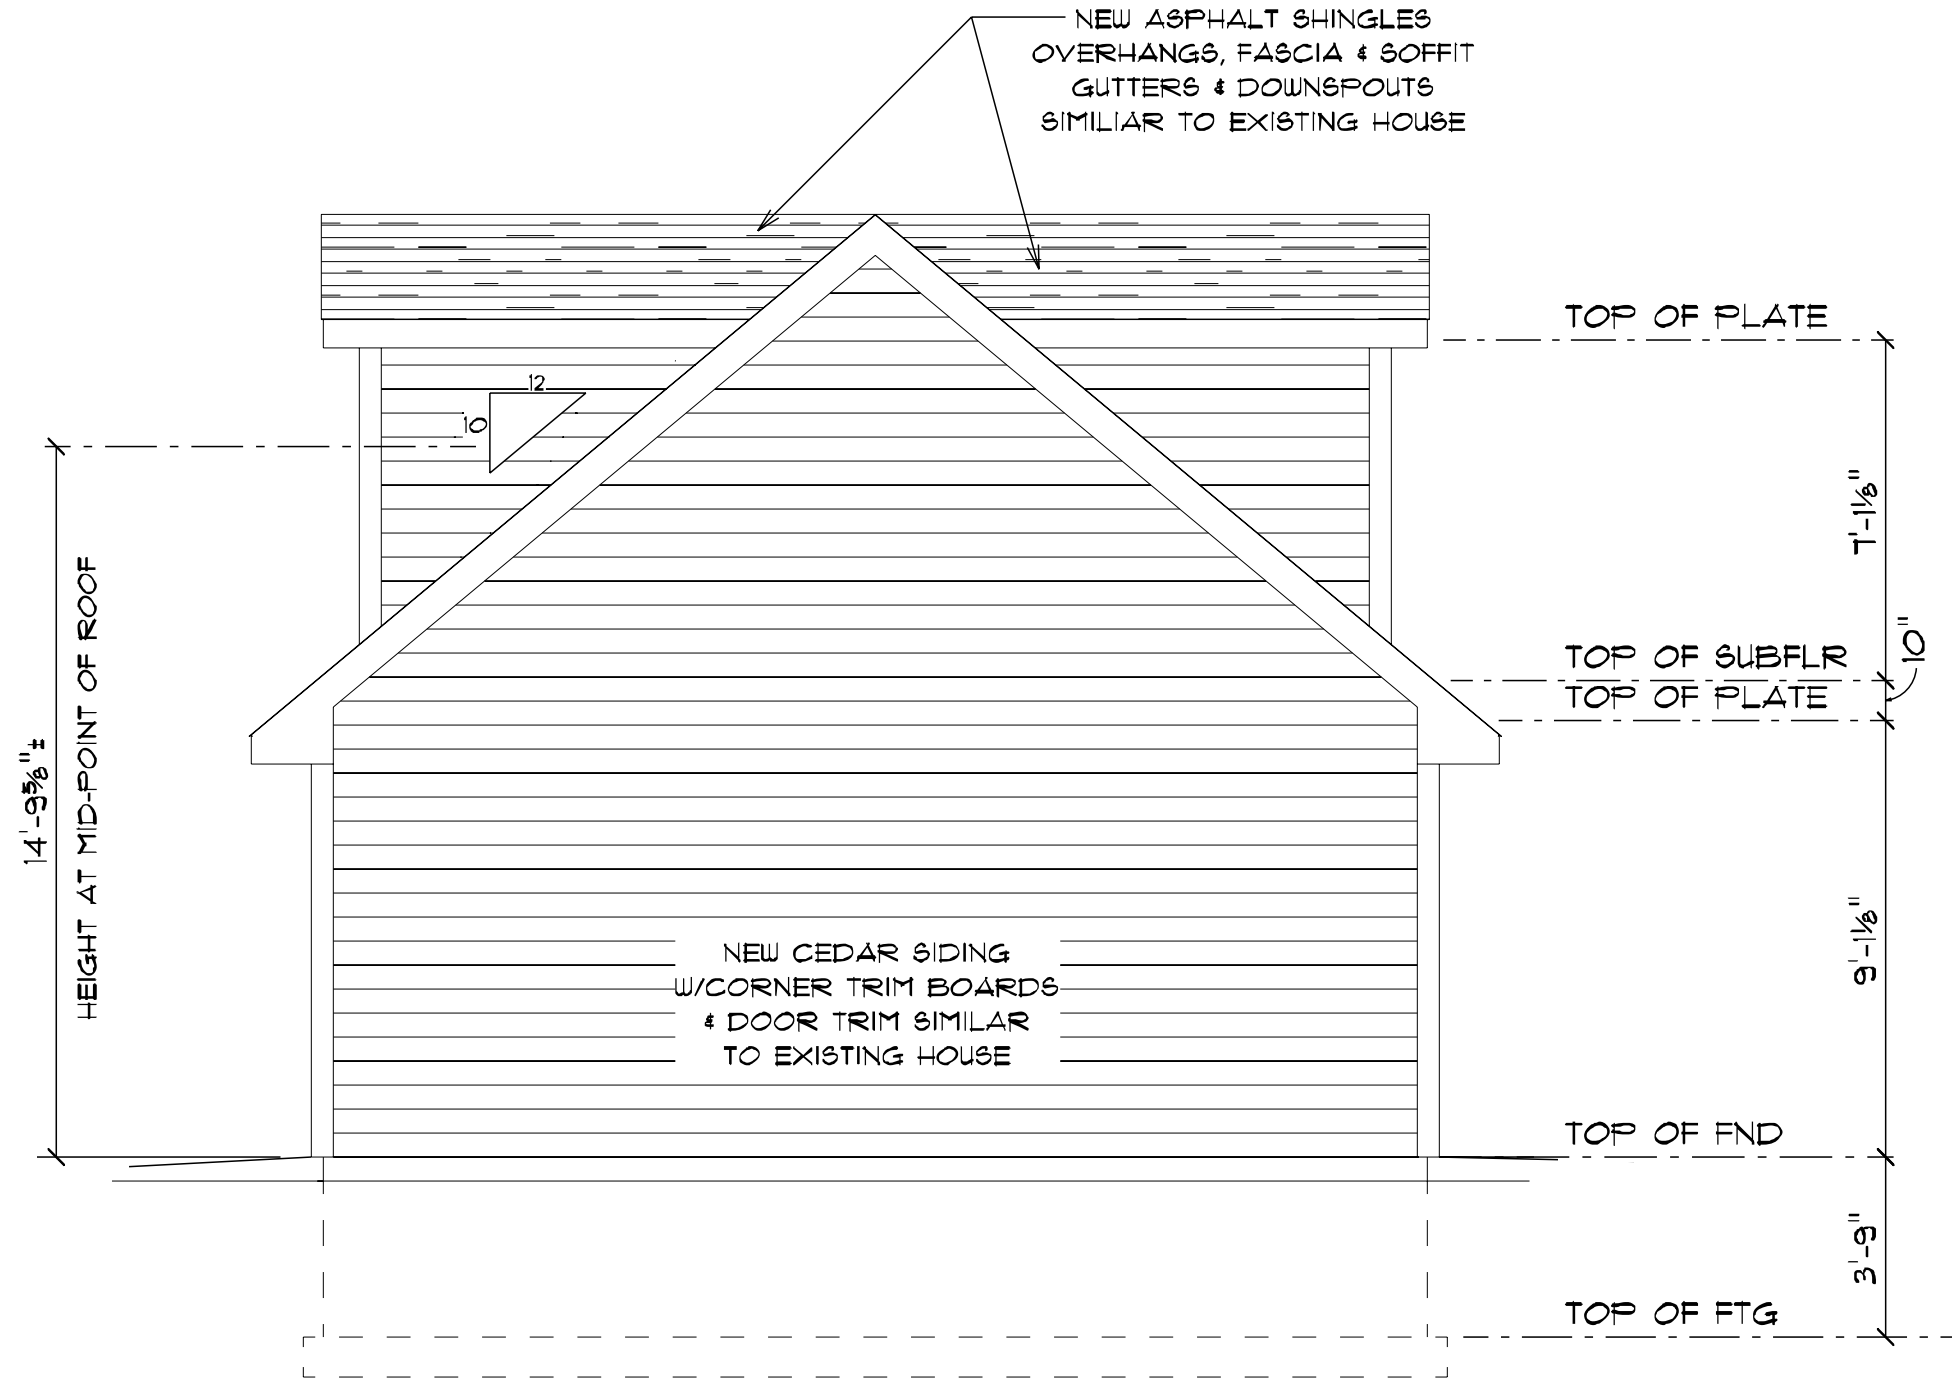 NEW ASPHALT SHINGLES
OVERHANGS, FASCIA & SOFFIT
GUTTERS & DOWNSPOUTS
SIMILIAR TO EXISTING HOUSE
TOP OF PLATE
12
10
7'-1⅛"
HEIGHT AT MID-POINT OF ROOF
14'-9⅝"±
TOP OF SUBFLR
10"
TOP OF PLATE
9'-1⅛"
NEW CEDAR SIDING
W/CORNER TRIM BOARDS
& DOOR TRIM SIMILAR
TO EXISTING HOUSE
TOP OF FND
3'-9"
TOP OF FTG